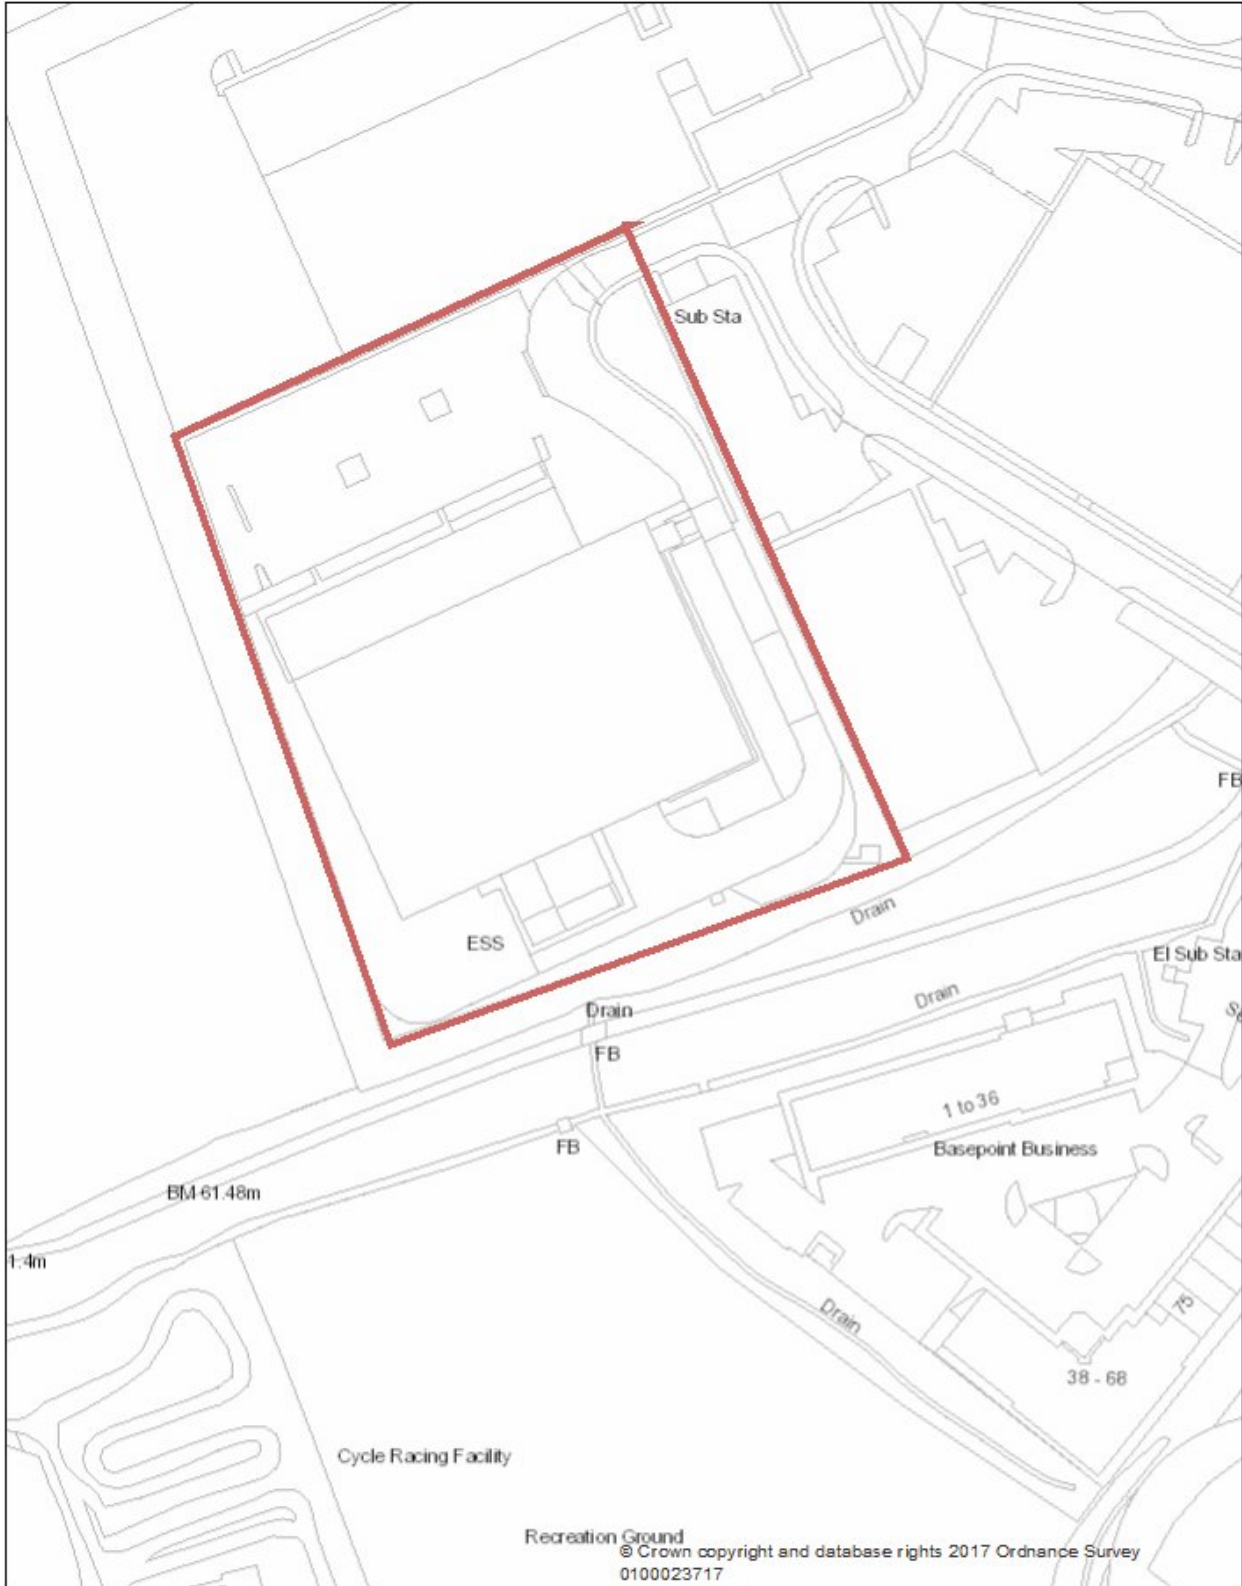 Sub Sta
FB
Drain
ESS
El Sub Sta
Drain
Drain
FB
1 to 36
Basepoint Business
FB
BM 61.48m
1.4m
Drain
75
38 - 68
Cycle Racing Facility
Recreation Ground
© Crown copyright and database rights 2017 Ordnance Survey
0100023717